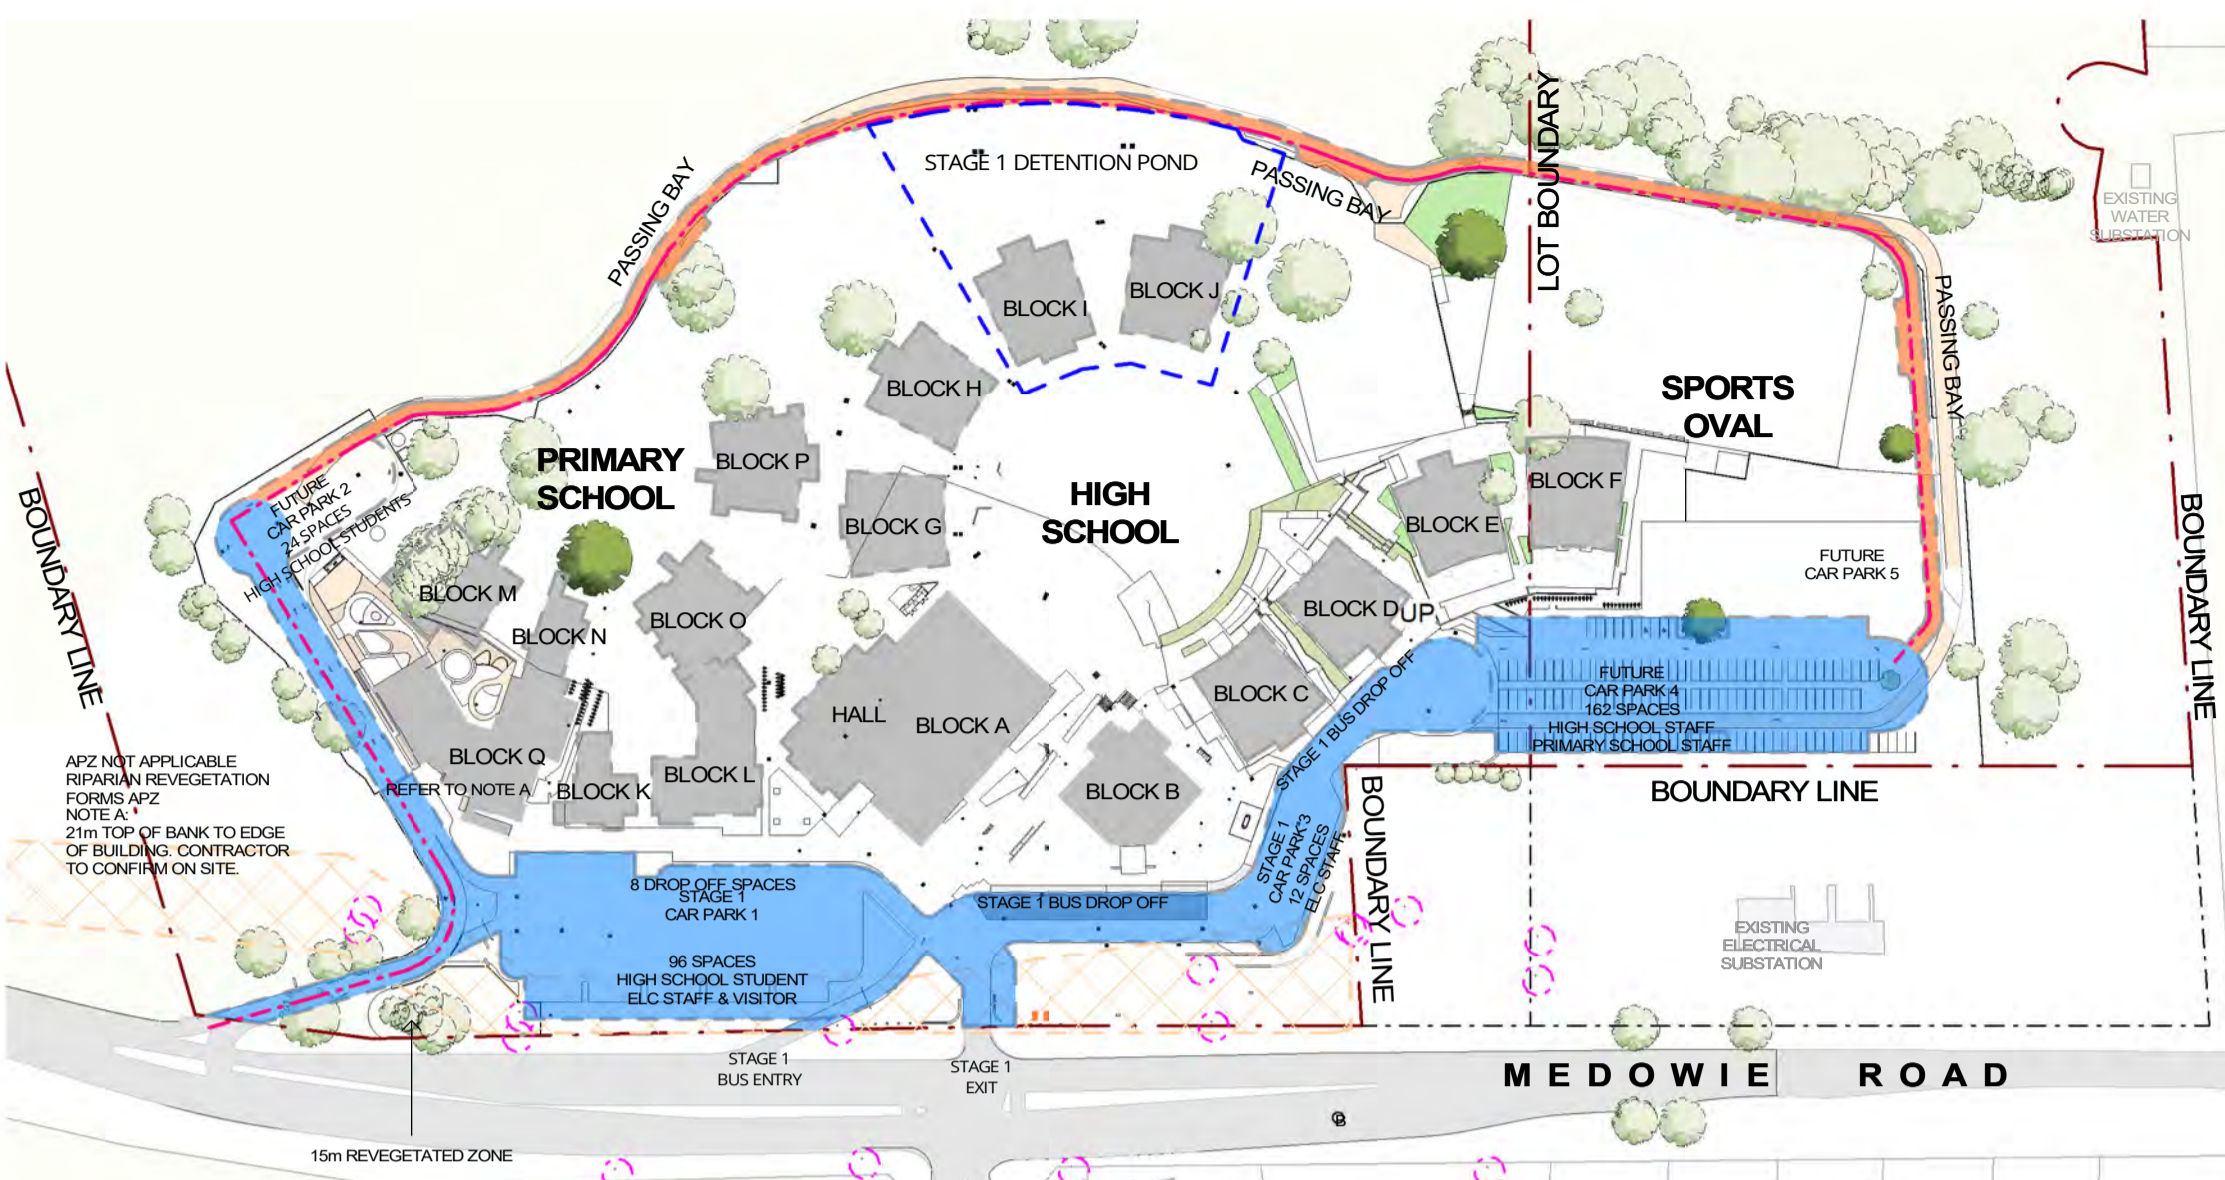 PASSING BAY
STAGE 1 DETENTION POND
PASSING BAY
LOT BOUNDARY
EXISTING
WATER
SUBSTATION
BLOCK I
BLOCK J
PASSING BAY
BLOCK H
SPORTS
OVAL
PRIMARY
SCHOOL
BLOCK P
BLOCK G
HIGH
SCHOOL
BLOCK E
BLOCK F
FUTURE
CAR PARK 2
24 SPACES
HIGH SCHOOL STUDENTS
BOUNDARY LINE
BOUNDARY LINE
FUTURE
CAR PARK 5
BLOCK M
BLOCK N
BLOCK O
BLOCK D
UP
BLOCK C
HALL
BLOCK A
STAGE 1 BUS DROP OFF
FUTURE
CAR PARK 4
162 SPACES
HIGH SCHOOL STAFF
PRIMARY SCHOOL STAFF
BLOCK Q
REFER TO NOTE A
BLOCK K
BLOCK L
BLOCK B
BOUNDARY LINE
BOUNDARY LINE
APZ NOT APPLICABLE
RIPARIAN REVEGETATION
FORMS APZ
NOTE A:
21m TOP OF BANK TO EDGE
OF BUILDING. CONTRACTOR
TO CONFIRM ON SITE.
STAGE 1
CAR PARK 3
12 SPACES
ELC STAFF
8 DROP OFF SPACES
STAGE 1
CAR PARK 1
STAGE 1 BUS DROP OFF
96 SPACES
HIGH SCHOOL STUDENT
ELC STAFF & VISITOR
EXISTING
ELECTRICAL
SUBSTATION
STAGE 1
BUS ENTRY
STAGE 1
EXIT
MEDOWIE ROAD
15m REVEGETATED ZONE